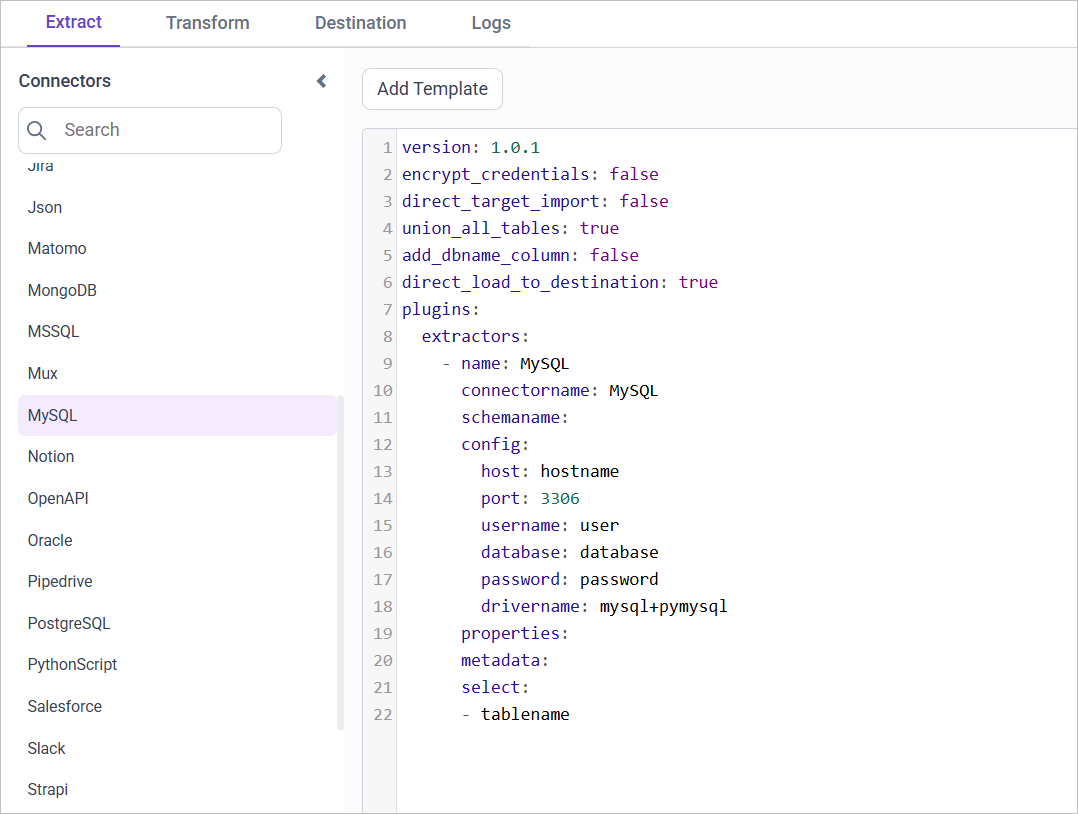 Extract Transform Destination Logs
Connectors
Search
Jira
Json
Matomo
MongoDB
MSSQL
Mux
MySQL
Notion
OpenAPI
Oracle
Pipedrive
PostgreSQL
PythonScript
Salesforce
Slack
Strapi
Add Template
1 version: 1.0.1
2 encrypt_credentials: false
3 direct_target_import: false
4 union_all_tables: true
5 add_dbname_column: false
6 direct_load_to_destination: true
7 plugins:
8   extractors:
9     - name: MySQL
10       connectorname: MySQL
11       schemaname:
12       config:
13         host: hostname
14         port: 3306
15         username: user
16         database: database
17         password: password
18         drivername: mysql+pymysql
19       properties:
20       metadata:
21       select:
22       - tablename